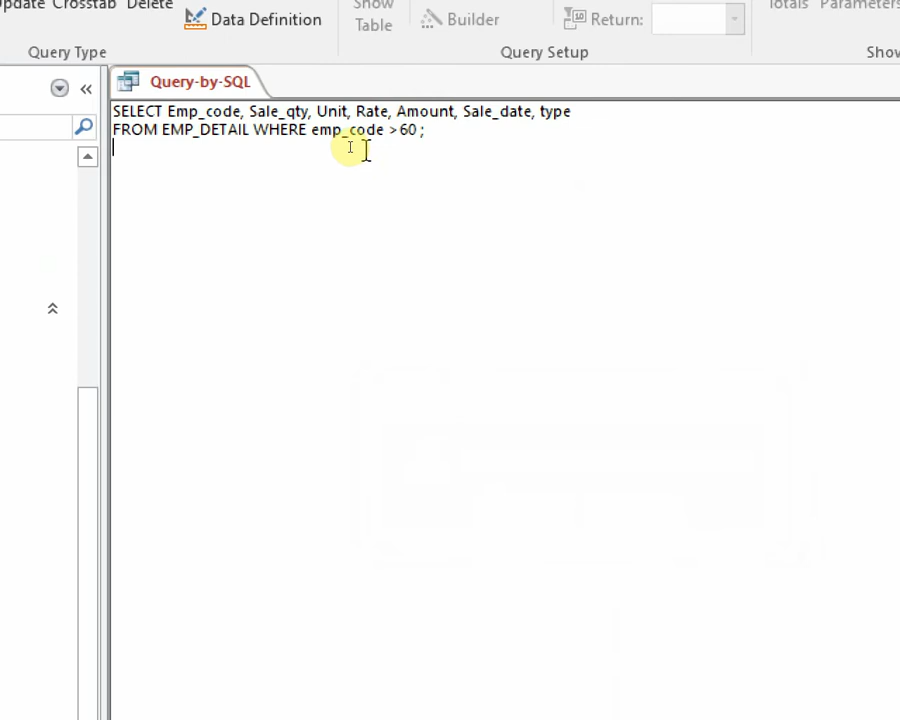 Update Crosstab Delete
Show
Totals Parameters
Data Definition
Table
Builder
Return:
Query Type
Query Setup
Query-by-SQL
SELECT Emp_code, Sale_qty, Unit, Rate, Amount, Sale_date, type
FROM EMP_DETAIL WHERE emp_code >60 ;